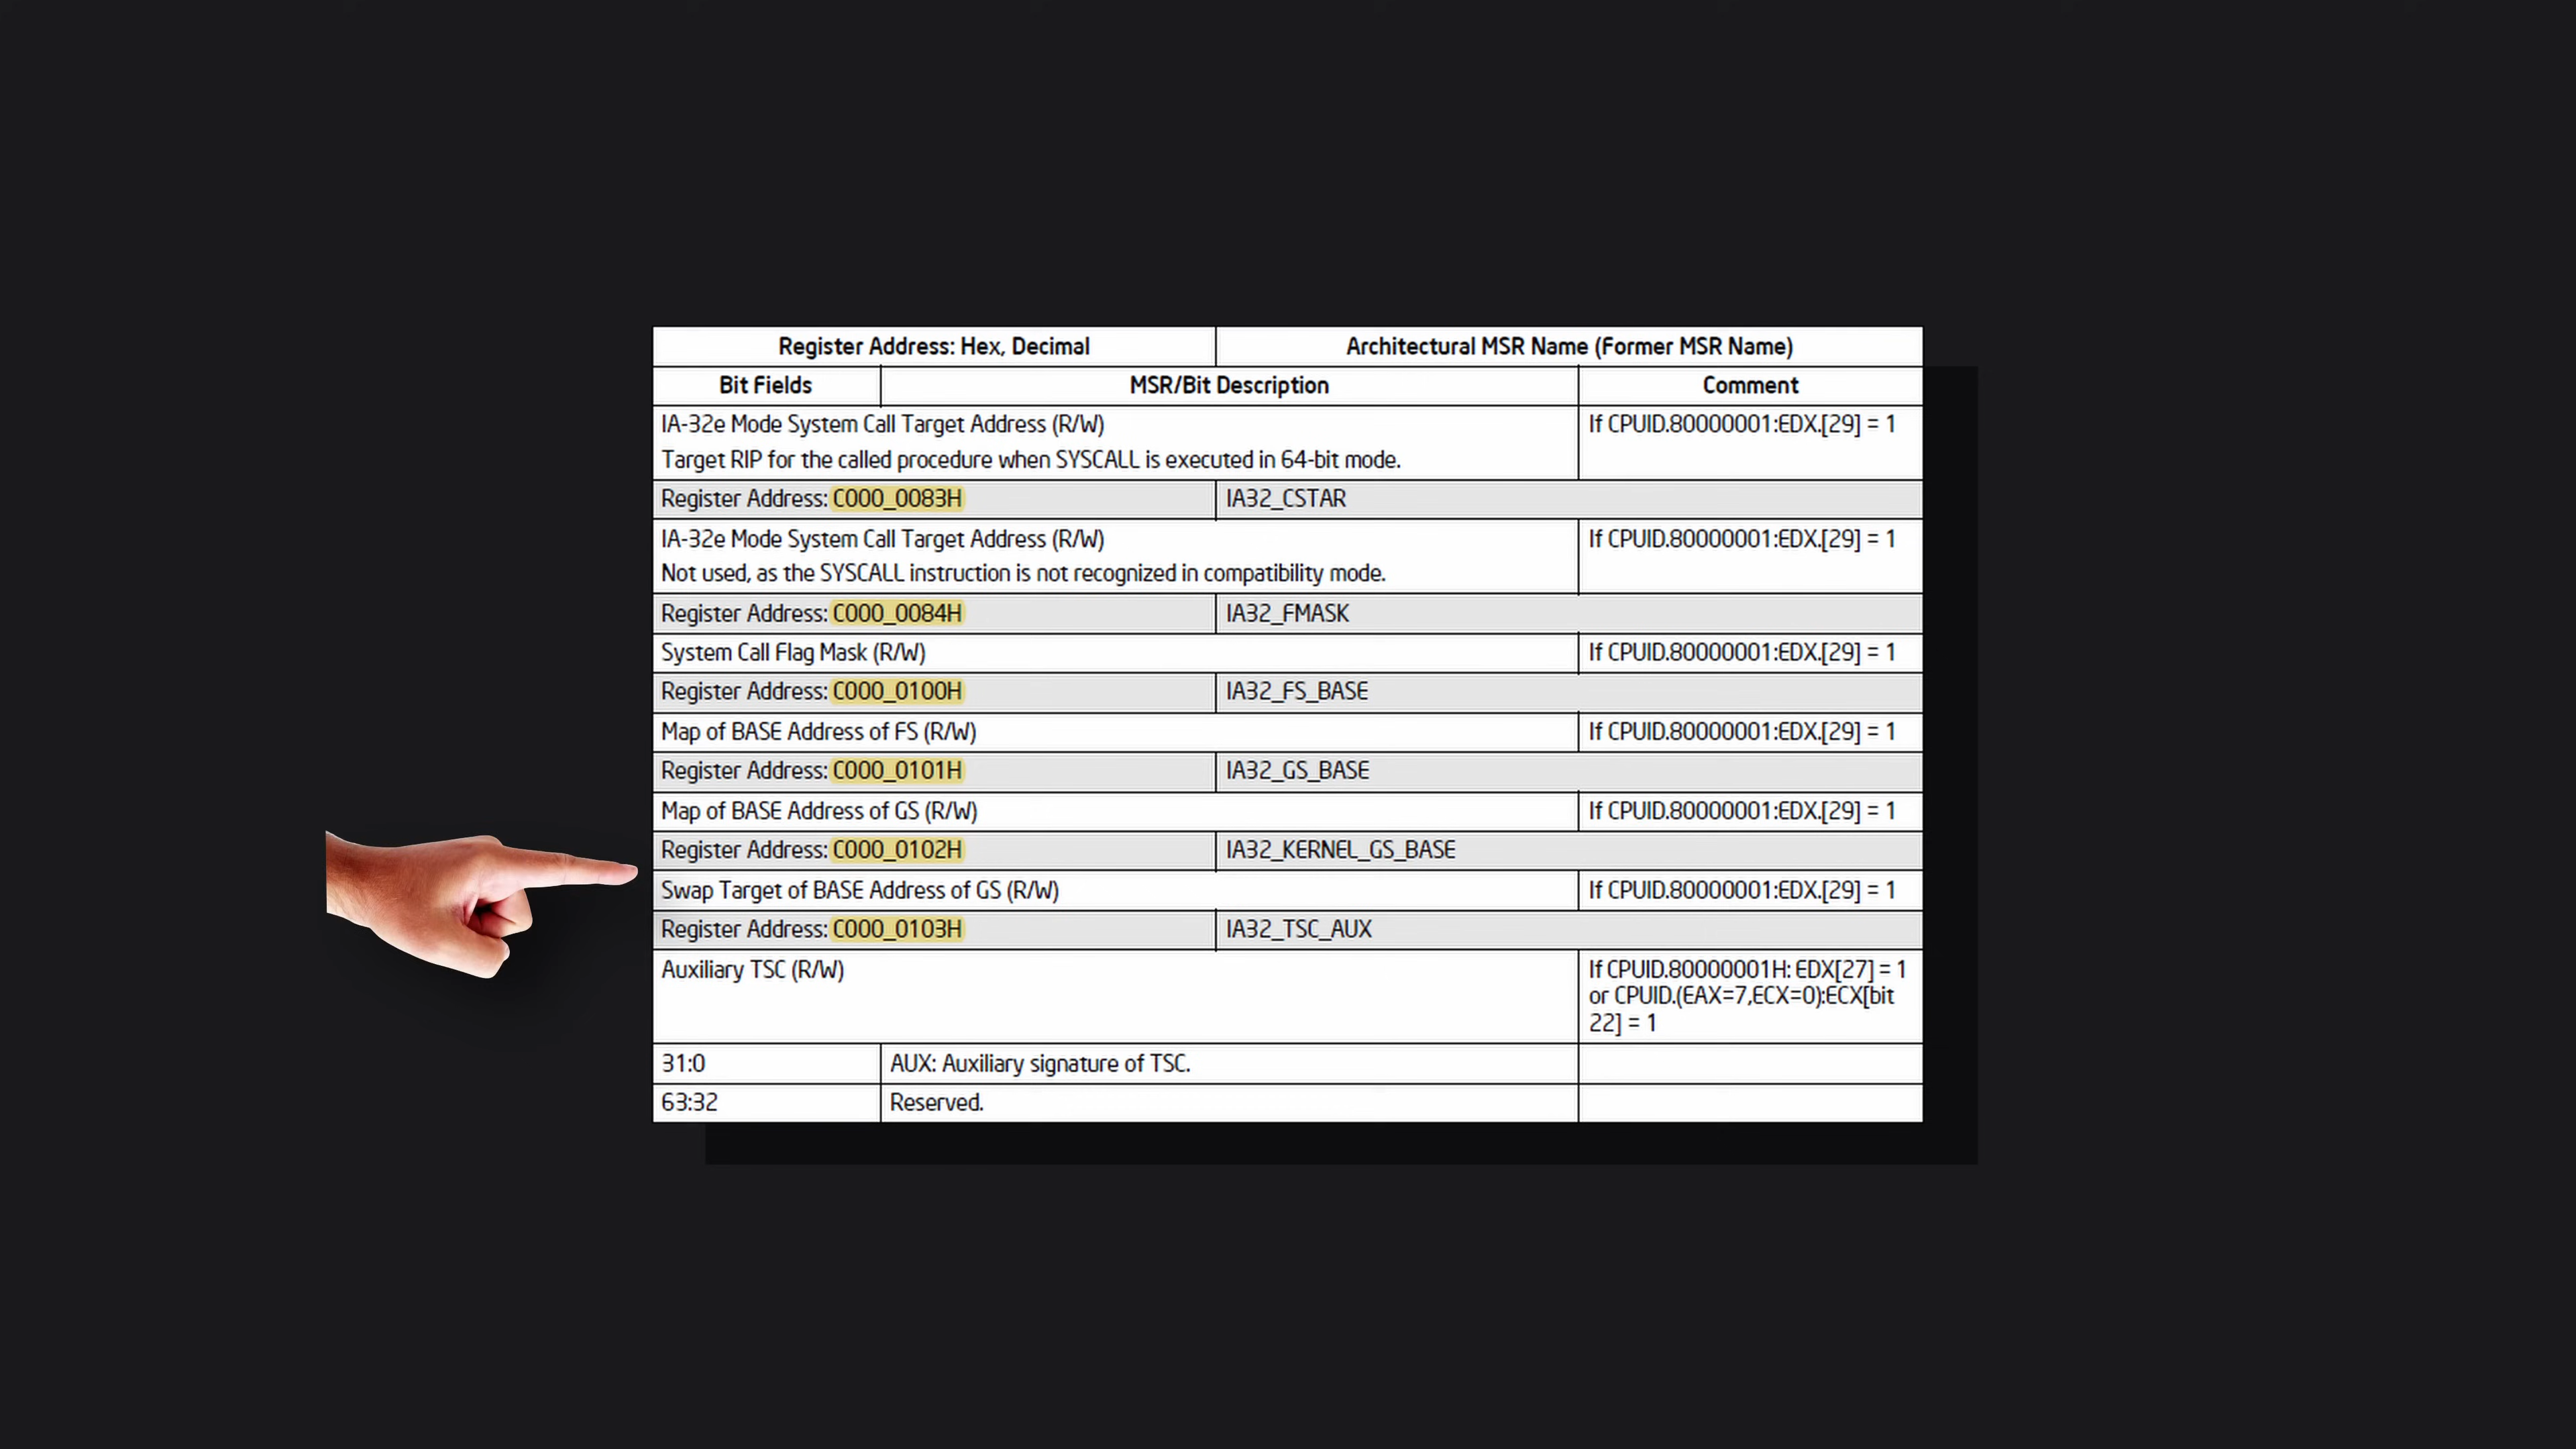 Register Address: Hex, Decimal
Architectural MSR Name (Former MSR Name)
Bit Fields
MSR/Bit Description
Comment
IA-32e Mode System Call Target Address (R/W)
Target RIP for the called procedure when SYSCALL is executed in 64-bit mode.
If CPUID.80000001:EDX.[29] = 1
Register Address: C000_0083H
IA32_CSTAR
IA-32e Mode System Call Target Address (R/W)
Not used, as the SYSCALL instruction is not recognized in compatibility mode.
If CPUID.80000001:EDX.[29] = 1
Register Address: C000_0084H
IA32_FMASK
System Call Flag Mask (R/W)
If CPUID.80000001:EDX.[29] = 1
Register Address: C000_0100H
IA32_FS_BASE
Map of BASE Address of FS (R/W)
If CPUID.80000001:EDX.[29] = 1
Register Address: C000_0101H
IA32_GS_BASE
Map of BASE Address of GS (R/W)
If CPUID.80000001:EDX.[29] = 1
Register Address: C000_0102H
IA32_KERNEL_GS_BASE
Swap Target of BASE Address of GS (R/W)
If CPUID.80000001:EDX.[29] = 1
Register Address: C000_0103H
IA32_TSC_AUX
Auxiliary TSC (R/W)
If CPUID.80000001H: EDX[27] = 1
or CPUID.(EAX=7,ECX=0):ECX[bit
22] = 1
31:0
AUX: Auxiliary signature of TSC.
63:32
Reserved.